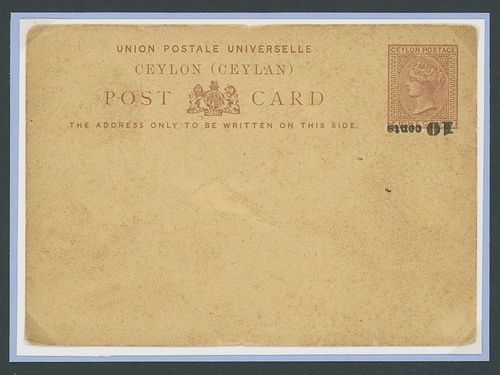 UNION POSTALE UNIVERSELLE
CEYLON (CEYLAN)
POST CARD
THE ADDRESS ONLY TO BE WRITTEN ON THIS SIDE.
CEYLON POSTAGE
10 cents